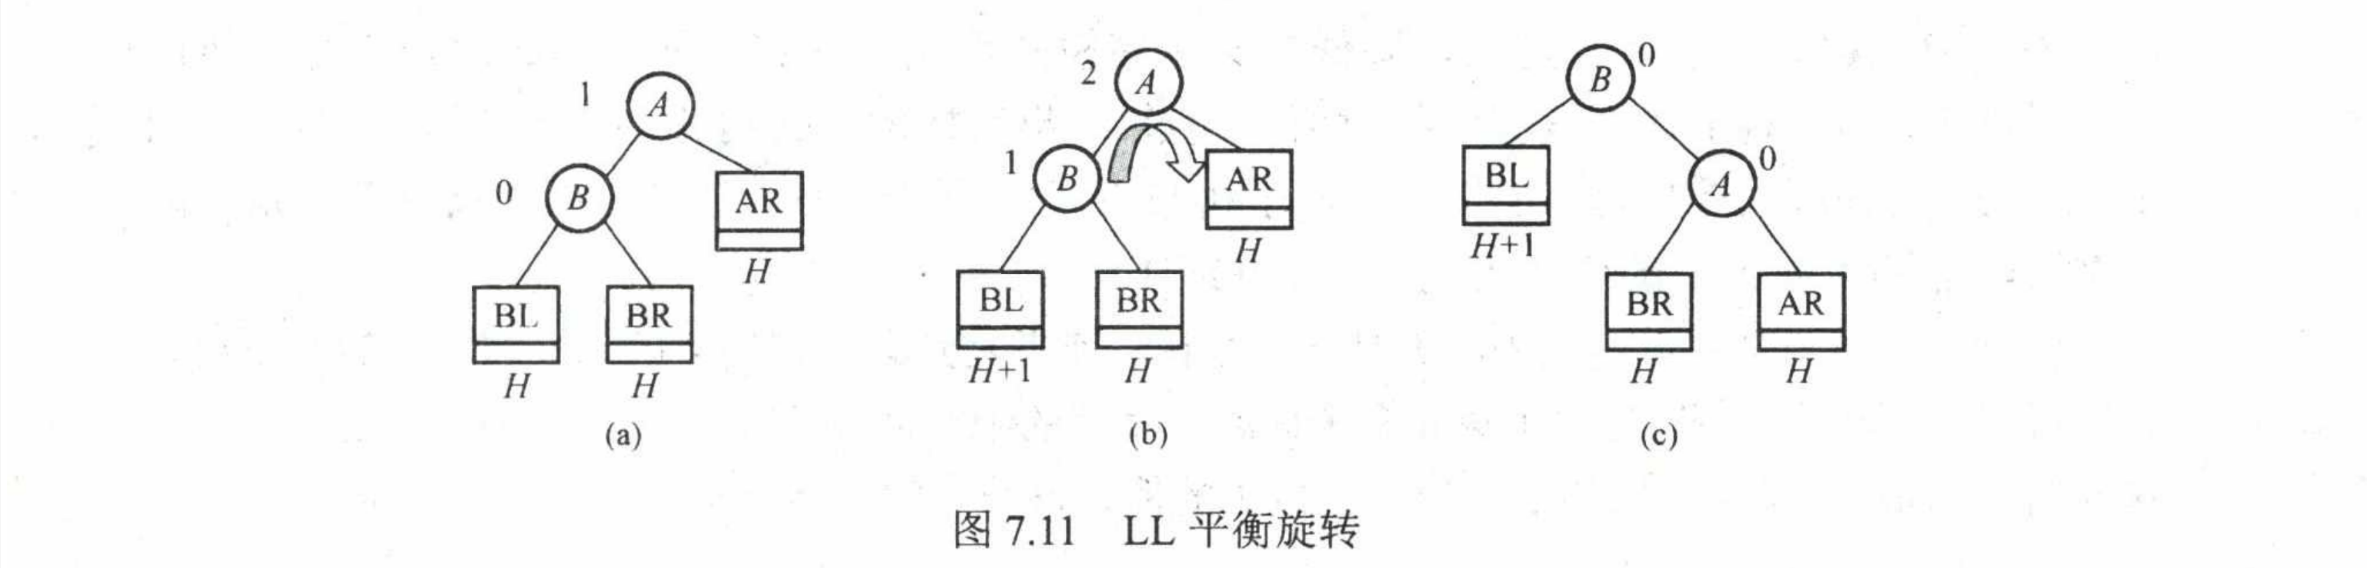 1 A
0 B
AR
H
BL BR
H H
(a)
2 A
1 B
AR
H
BL BR
H+1 H
(b)
B 0
BL
H+1
A 0
BR AR
H H
(c)
图 7.11 LL 平衡旋转